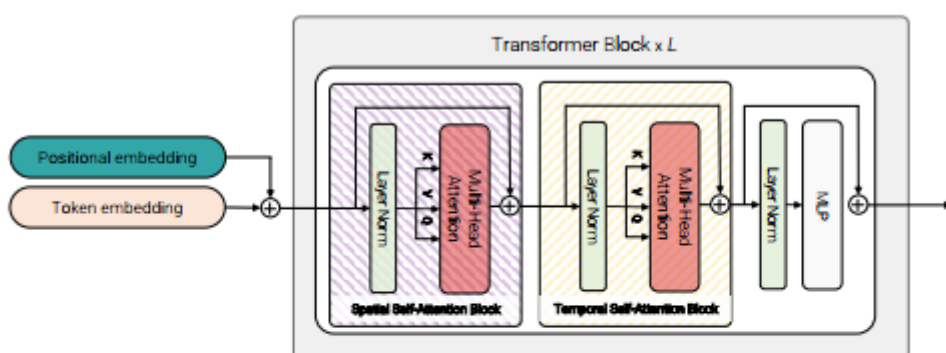 Transformer Block x L
Positional embedding
Token embedding
Layer Norm
K
V
Q
Multi-Head
Attention
Spatial Self-Attention Block
Layer Norm
K
V
Q
Multi-Head
Attention
Temporal Self-Attention Block
Layer Norm
MLP